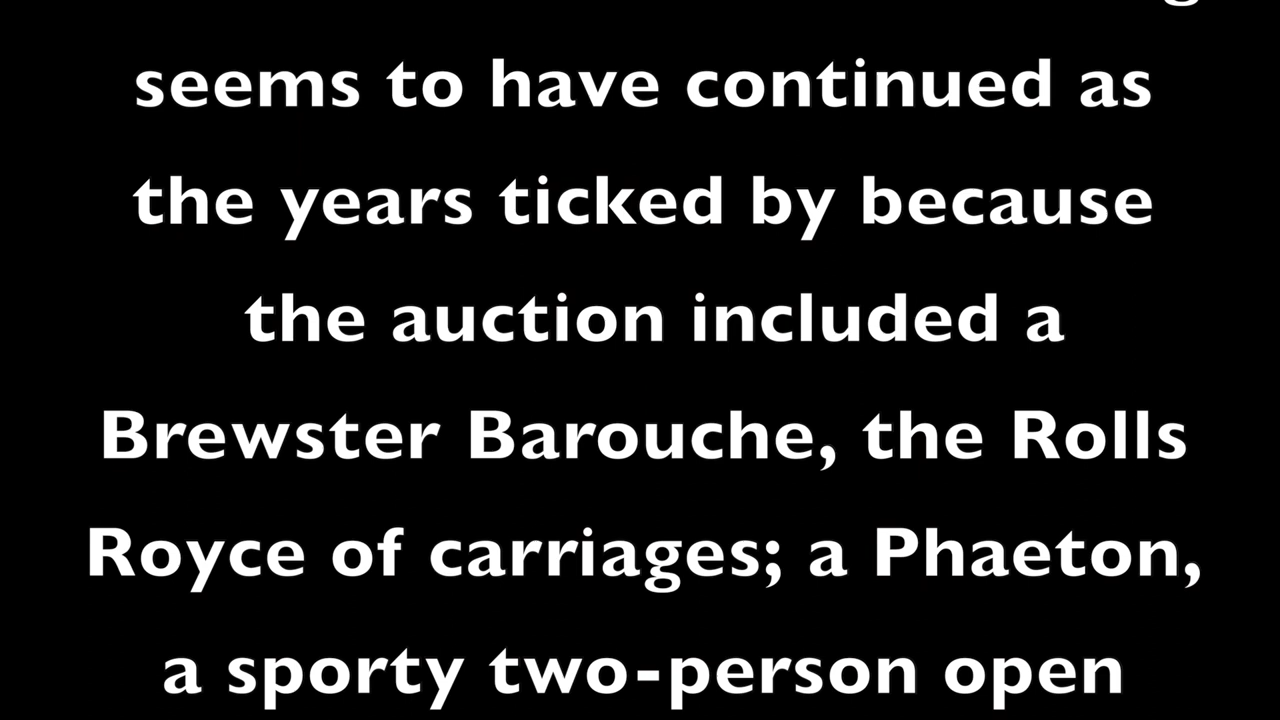 seems to have continued as
the years ticked by because
the auction included a
Brewster Barouche, the Rolls
Royce of carriages; a Phaeton,
a sporty two-person open